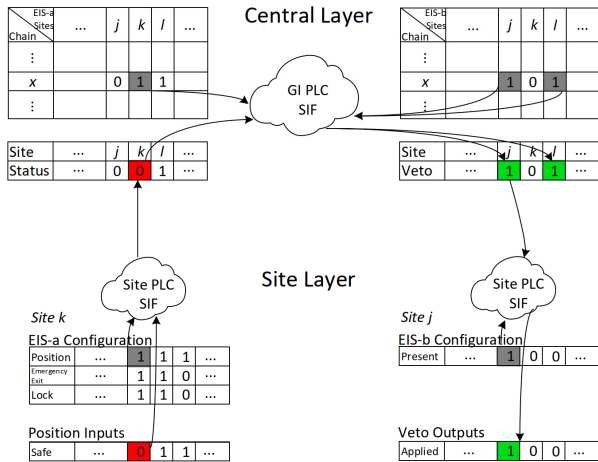 Central Layer
EIS-a
Sites
Chain
... j k l ...
⋮
x 0 1 1
⋮
GI PLC
SIF
EIS-b
Sites
Chain
... j k l ...
⋮
x 1 0 1
⋮
Site ... j k l ...
Status ... 0 0 1 ...
Site ... j k l ...
Veto ... 1 0 1 ...
Site Layer
Site PLC
SIF
Site PLC
SIF
Site k
EIS-a Configuration
Position ... 1 1 1 ...
Emergency
Exit ... 1 1 0 ...
Lock ... 1 1 0 ...
Position Inputs
Safe ... 0 1 1 ...
Site j
EIS-b Configuration
Present ... 1 0 0 ...
Veto Outputs
Applied ... 1 0 0 ...